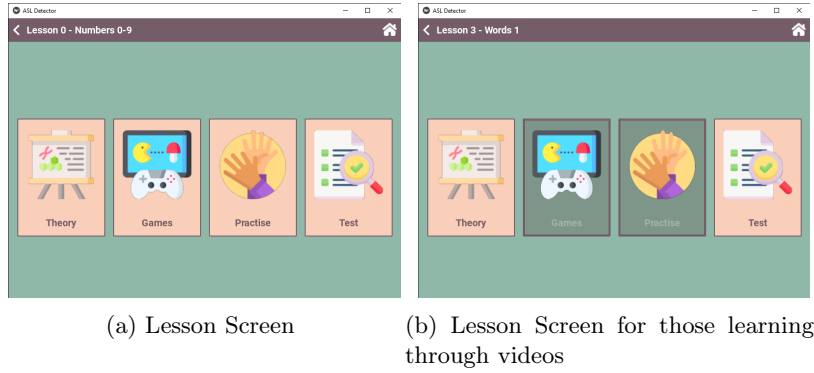 ASL Detector
Lesson 0 - Numbers 0-9
Theory
Games
Practise
Test
ASL Detector
Lesson 3 - Words 1
Theory
Games
Practise
Test
(a) Lesson Screen
(b) Lesson Screen for those learning
through videos